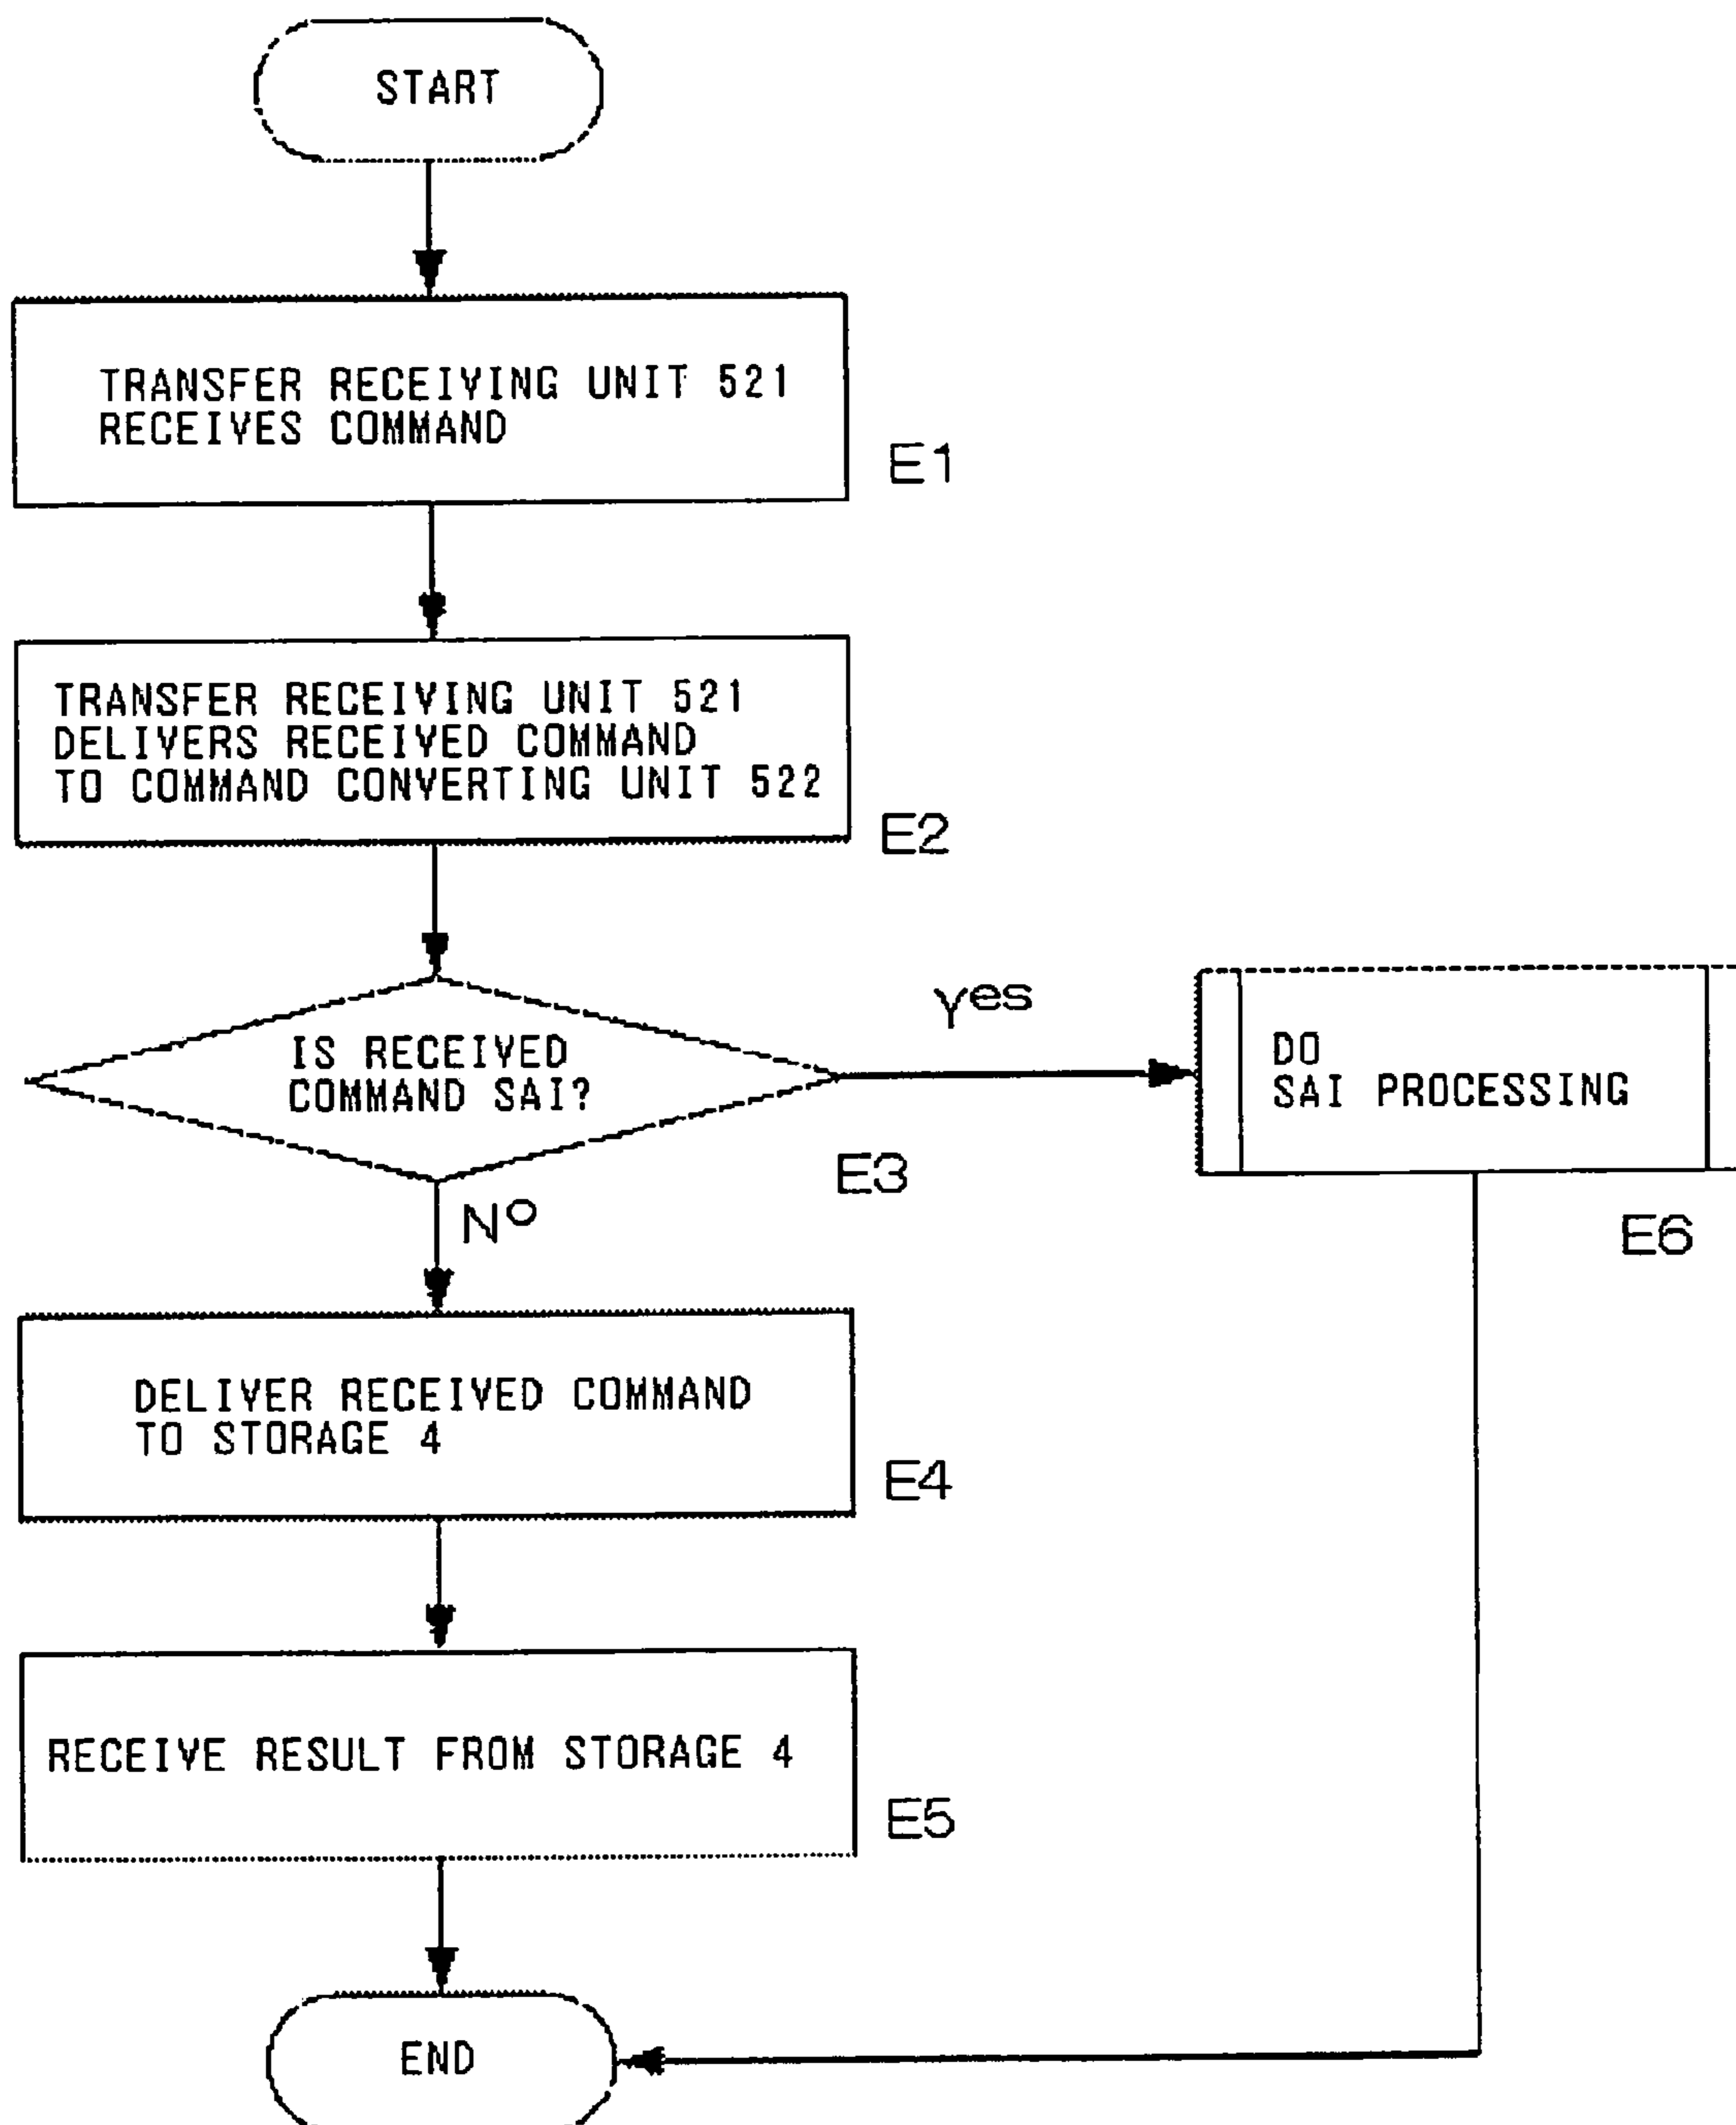 START
TRANSFER RECEIVING UNIT 521
RECEIVES COMMAND
E1
TRANSFER RECEIVING UNIT 521
DELIVERS RECEIVED COMMAND
TO COMMAND CONVERTING UNIT 522
E2
IS RECEIVED
COMMAND SAI?
E3
yes
DO
SAI PROCESSING
E6
No
DELIVER RECEIVED COMMAND
TO STORAGE 4
E4
RECEIVE RESULT FROM STORAGE 4
E5
END